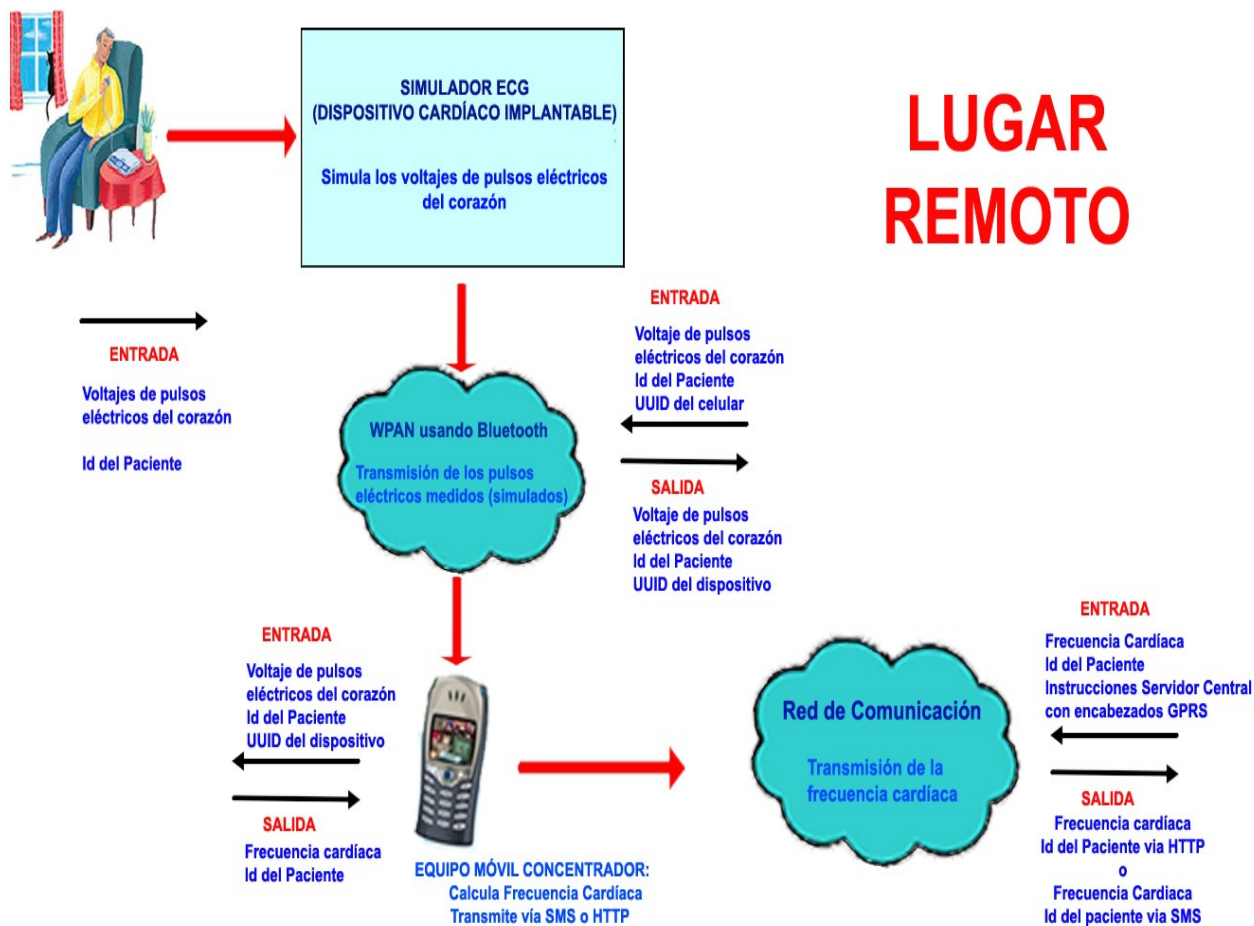 SIMULADOR ECG
(DISPOSITIVO CARDÍACO IMPLANTABLE)
Simula los voltajes de pulsos eléctricos
del corazón
LUGAR
REMOTO
ENTRADA
Voltajes de pulsos
eléctricos del corazón
Id del Paciente
WPAN usando Bluetooth
Transmisión de los pulsos
eléctricos medidos (simulados)
ENTRADA
Voltaje de pulsos
eléctricos del corazón
Id del Paciente
UUID del celular
SALIDA
Voltaje de pulsos
eléctricos del corazón
Id del Paciente
UUID del dispositivo
ENTRADA
Voltaje de pulsos
eléctricos del corazón
Id del Paciente
UUID del dispositivo
SALIDA
Frecuencia cardíaca
Id del Paciente
EQUIPO MÓVIL CONCENTRADOR:
Calcula Frecuencia Cardíaca
Transmite vía SMS o HTTP
Red de Comunicación
Transmisión de la
frecuencia cardíaca
ENTRADA
Frecuencia Cardíaca
Id del Paciente
Instrucciones Servidor Central
con encabezados GPRS
SALIDA
Frecuencia cardíaca
Id del Paciente via HTTP
o
Frecuencia Cardiaca
Id del paciente via SMS